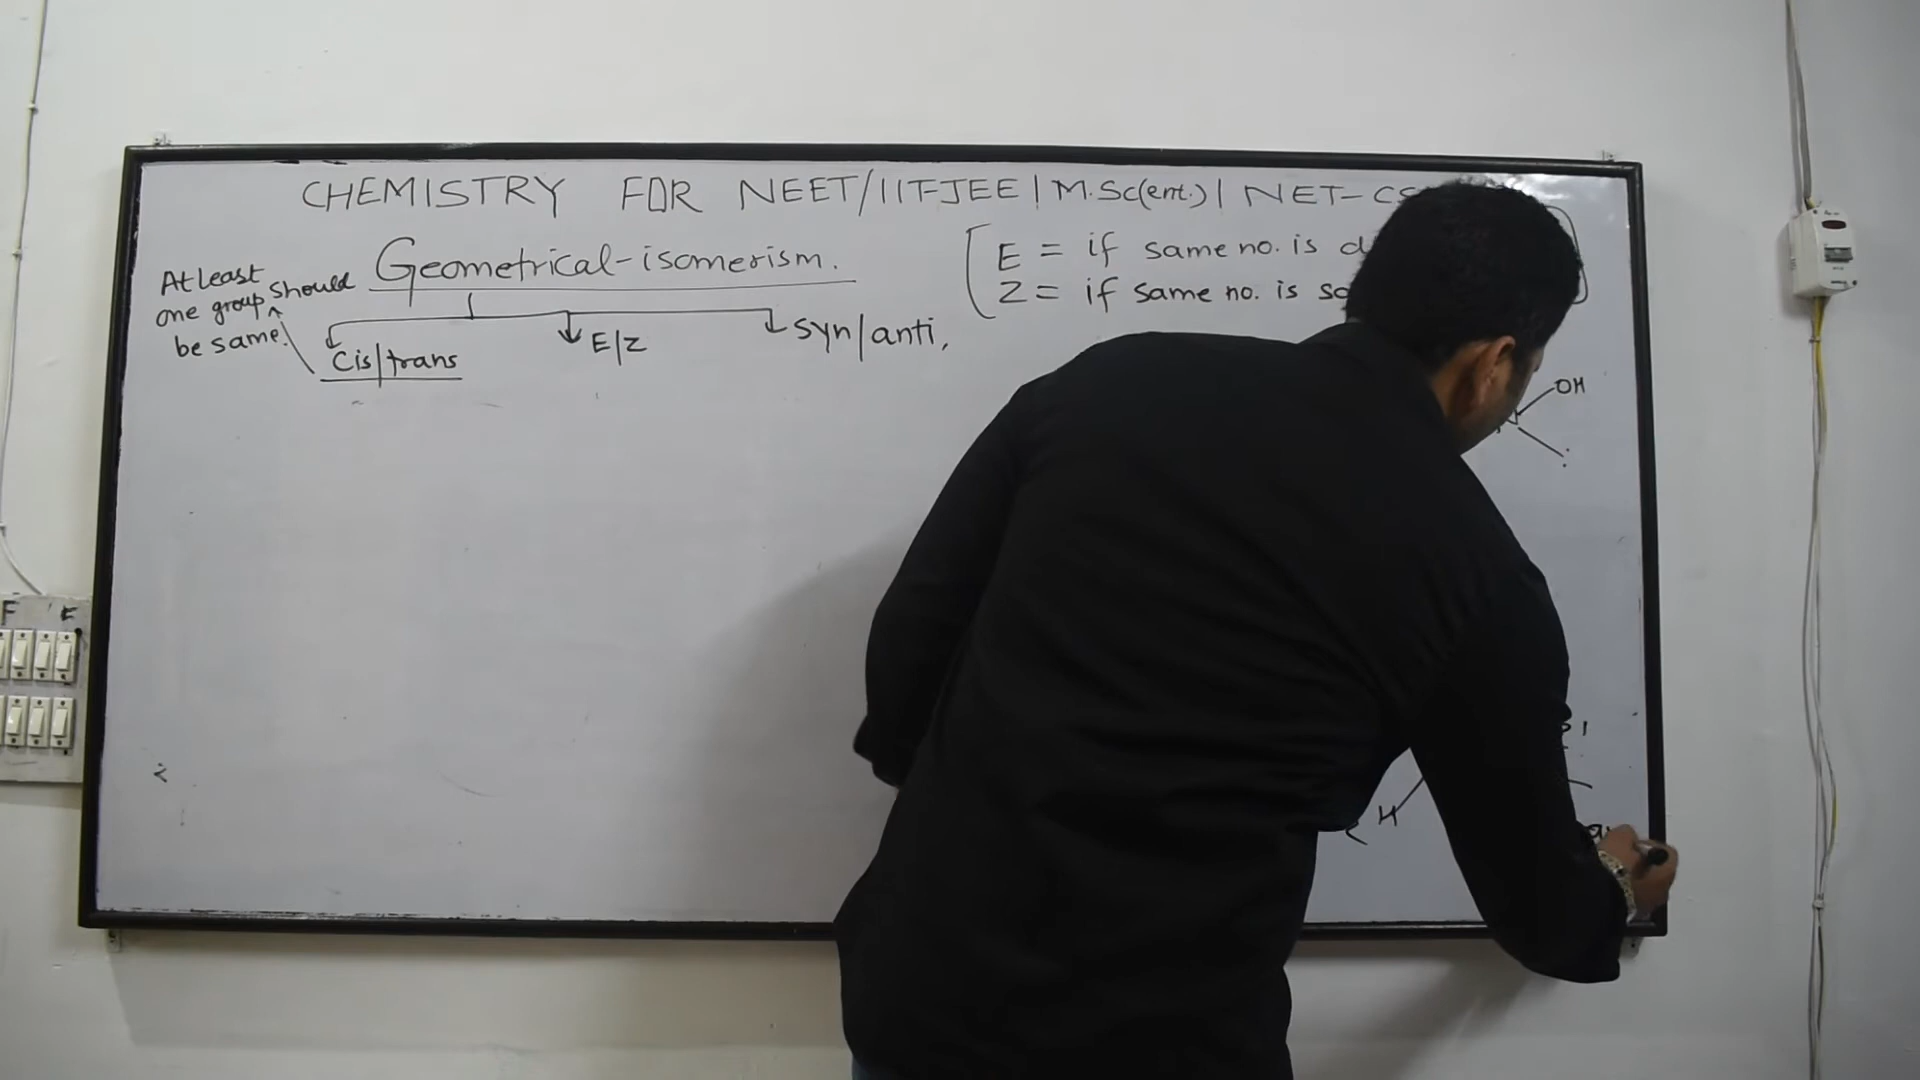 CHEMISTRY FOR NEET/IIT-JEE | M.Sc(ent.) | NET-CS
Geometrical-isomerism.
At least
one group should
be same.
Cis/trans
E/Z
Syn/anti,
E = if same no. is
Z = if same no. is
OH
:
H